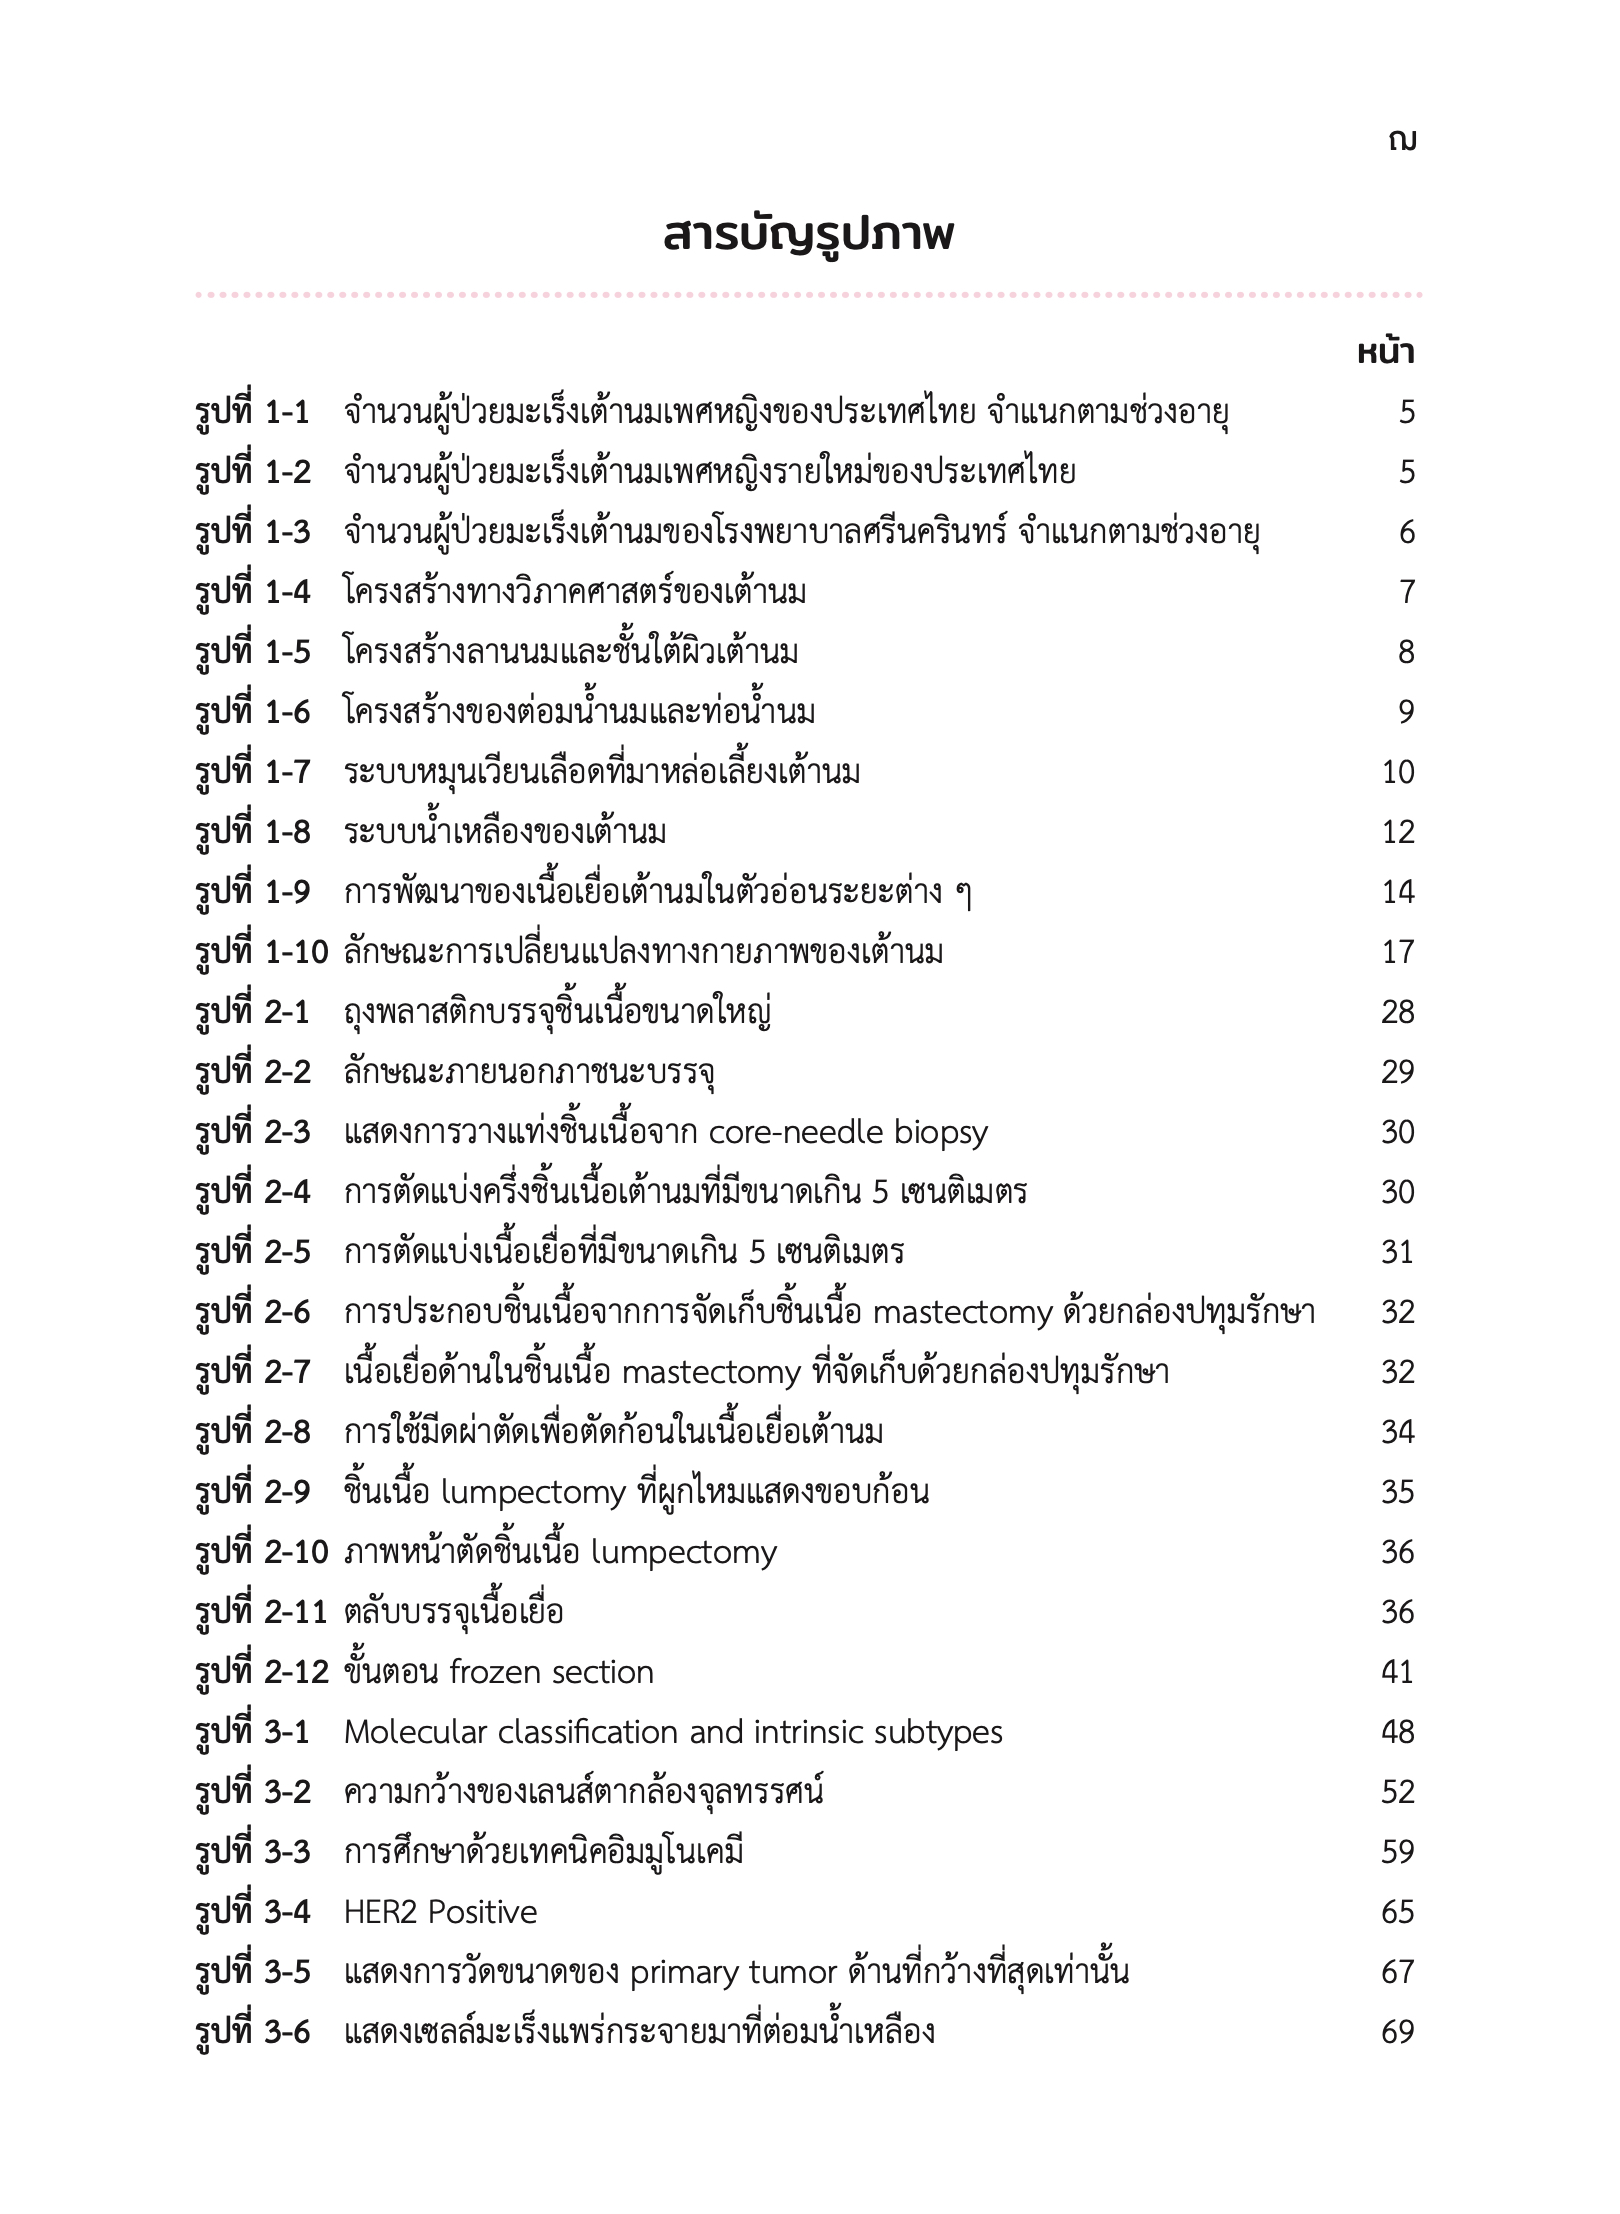 ฌ
สารบัญรูปภาพ
หน้า
รูปที่ 1-1 จำนวนผู้ป่วยมะเร็งเต้านมเพศหญิงของประเทศไทย จำแนกตามช่วงอายุ 5
รูปที่ 1-2 จำนวนผู้ป่วยมะเร็งเต้านมเพศหญิงรายใหม่ของประเทศไทย 5
รูปที่ 1-3 จำนวนผู้ป่วยมะเร็งเต้านมของโรงพยาบาลศรีนครินทร์ จำแนกตามช่วงอายุ 6
รูปที่ 1-4 โครงสร้างทางวิภาคศาสตร์ของเต้านม 7
รูปที่ 1-5 โครงสร้างลานนมและชั้นใต้ผิวเต้านม 8
รูปที่ 1-6 โครงสร้างของต่อมน้ำนมและท่อน้ำนม 9
รูปที่ 1-7 ระบบหมุนเวียนเลือดที่มาหล่อเลี้ยงเต้านม 10
รูปที่ 1-8 ระบบน้ำเหลืองของเต้านม 12
รูปที่ 1-9 การพัฒนาของเนื้อเยื่อเต้านมในตัวอ่อนระยะต่าง ๆ 14
รูปที่ 1-10 ลักษณะการเปลี่ยนแปลงทางกายภาพของเต้านม 17
รูปที่ 2-1 ถุงพลาสติกบรรจุชิ้นเนื้อขนาดใหญ่ 28
รูปที่ 2-2 ลักษณะภายนอกภาชนะบรรจุ 29
รูปที่ 2-3 แสดงการวางแท่งชิ้นเนื้อจาก core-needle biopsy 30
รูปที่ 2-4 การตัดแบ่งครึ่งชิ้นเนื้อเต้านมที่มีขนาดเกิน 5 เซนติเมตร 30
รูปที่ 2-5 การตัดแบ่งเนื้อเยื่อที่มีขนาดเกิน 5 เซนติเมตร 31
รูปที่ 2-6 การประกอบชิ้นเนื้อจากการจัดเก็บชิ้นเนื้อ mastectomy ด้วยกล่องปทุมรักษา 32
รูปที่ 2-7 เนื้อเยื่อด้านในชิ้นเนื้อ mastectomy ที่จัดเก็บด้วยกล่องปทุมรักษา 32
รูปที่ 2-8 การใช้มีดผ่าตัดเพื่อตัดก้อนในเนื้อเยื่อเต้านม 34
รูปที่ 2-9 ชิ้นเนื้อ lumpectomy ที่ผูกไหมแสดงขอบก้อน 35
รูปที่ 2-10 ภาพหน้าตัดชิ้นเนื้อ lumpectomy 36
รูปที่ 2-11 ตลับบรรจุเนื้อเยื่อ 36
รูปที่ 2-12 ขั้นตอน frozen section 41
รูปที่ 3-1 Molecular classification and intrinsic subtypes 48
รูปที่ 3-2 ความกว้างของเลนส์ตากล้องจุลทรรศน์ 52
รูปที่ 3-3 การศึกษาด้วยเทคนิคอิมมูโนเคมี 59
รูปที่ 3-4 HER2 Positive 65
รูปที่ 3-5 แสดงการวัดขนาดของ primary tumor ด้านที่กว้างที่สุดเท่านั้น 67
รูปที่ 3-6 แสดงเซลล์มะเร็งแพร่กระจายมาที่ต่อมน้ำเหลือง 69